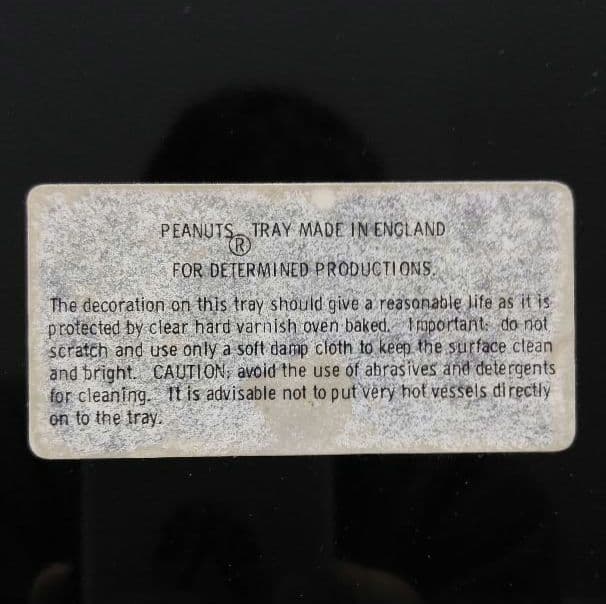 PEANUTS® TRAY MADE IN ENGLAND
FOR DETERMINED PRODUCTIONS.
The decoration on this tray should give a reasonable life as it is
protected by clear hard varnish oven baked. Important: do not
scratch and use only a soft damp cloth to keep the surface clean
and bright. CAUTION: avoid the use of abrasives and detergents
for cleaning. It is advisable not to put very hot vessels directly
on to the tray.